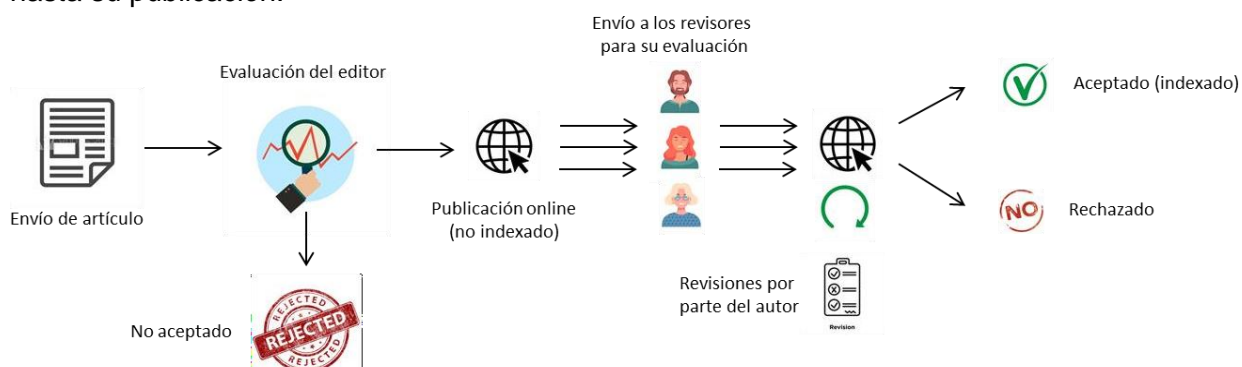 hasta su publicación.
Envío a los revisores
para su evaluación
Evaluación del editor
Aceptado (indexado)
Envío de artículo
Publicación online
(no indexado)
NO
Rechazado
Revisiones por
parte del autor
Revision
No aceptado
REJECTED
REJECTED
REJECTED